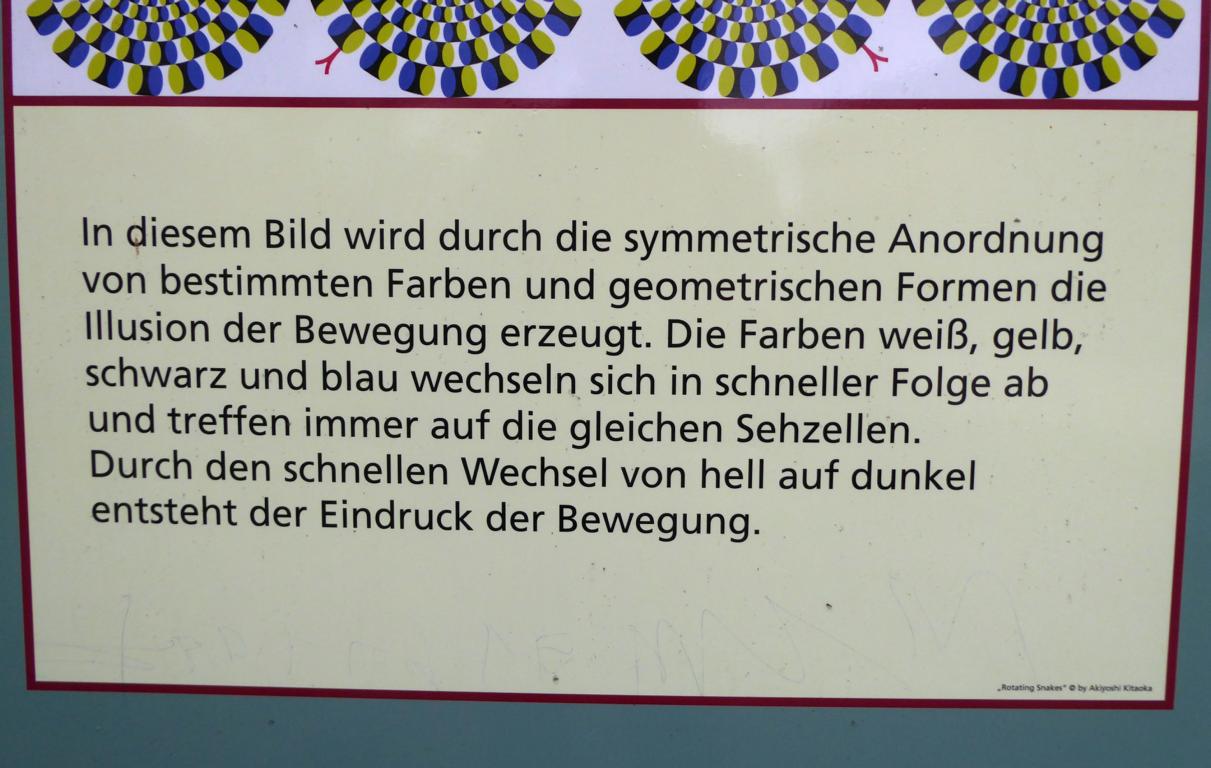 In diesem Bild wird durch die symmetrische Anordnung
von bestimmten Farben und geometrischen Formen die
Illusion der Bewegung erzeugt. Die Farben weiß, gelb,
schwarz und blau wechseln sich in schneller Folge ab
und treffen immer auf die gleichen Sehzellen.
Durch den schnellen Wechsel von hell auf dunkel
entsteht der Eindruck der Bewegung.
„Rotating Snakes“ © by Akiyoshi Kitaoka